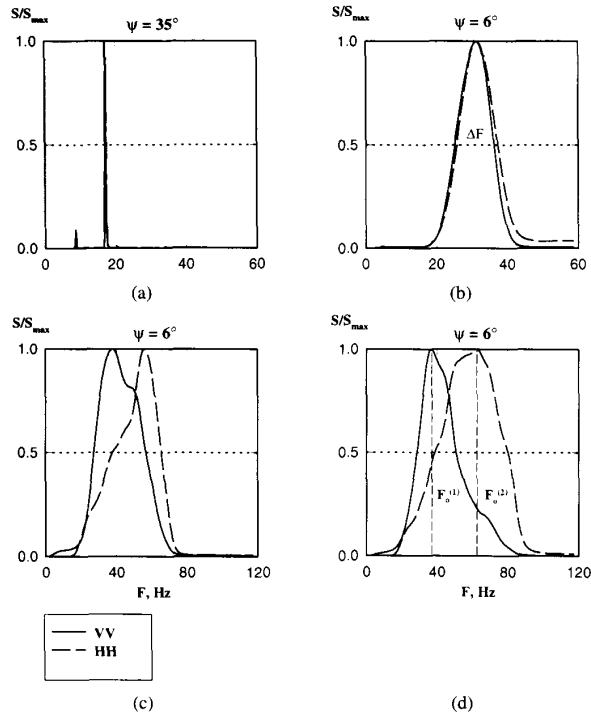 S/Smax
ψ = 35°
1.0
0.5
0.0
0 20 40 60
(a)
S/Smax
ψ = 6°
1.0
ΔF
0.5
0.0
0 20 40 60
(b)
S/Smax
ψ = 6°
1.0
0.5
0.0
0 40 80 120
F, Hz
VV
HH
(c)
S/Smax
ψ = 6°
1.0
0.5
Fo(1) Fo(2)
0.0
0 40 80 120
F, Hz
(d)